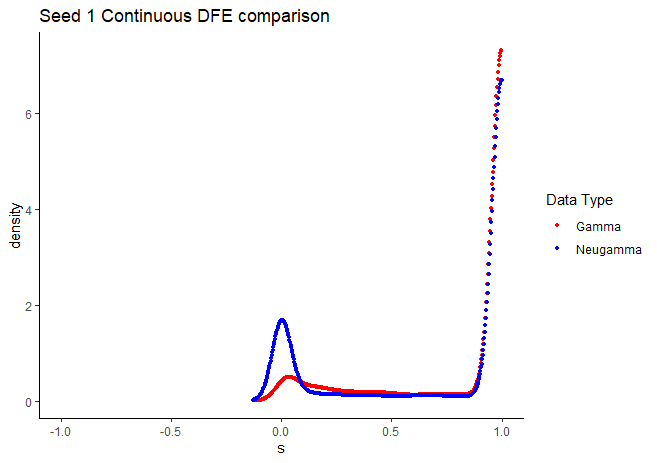 Seed 1 Continuous DFE comparison
density
6
4
2
0
-1.0 -0.5 0.0 0.5 1.0
s
Data Type
Gamma
Neugamma